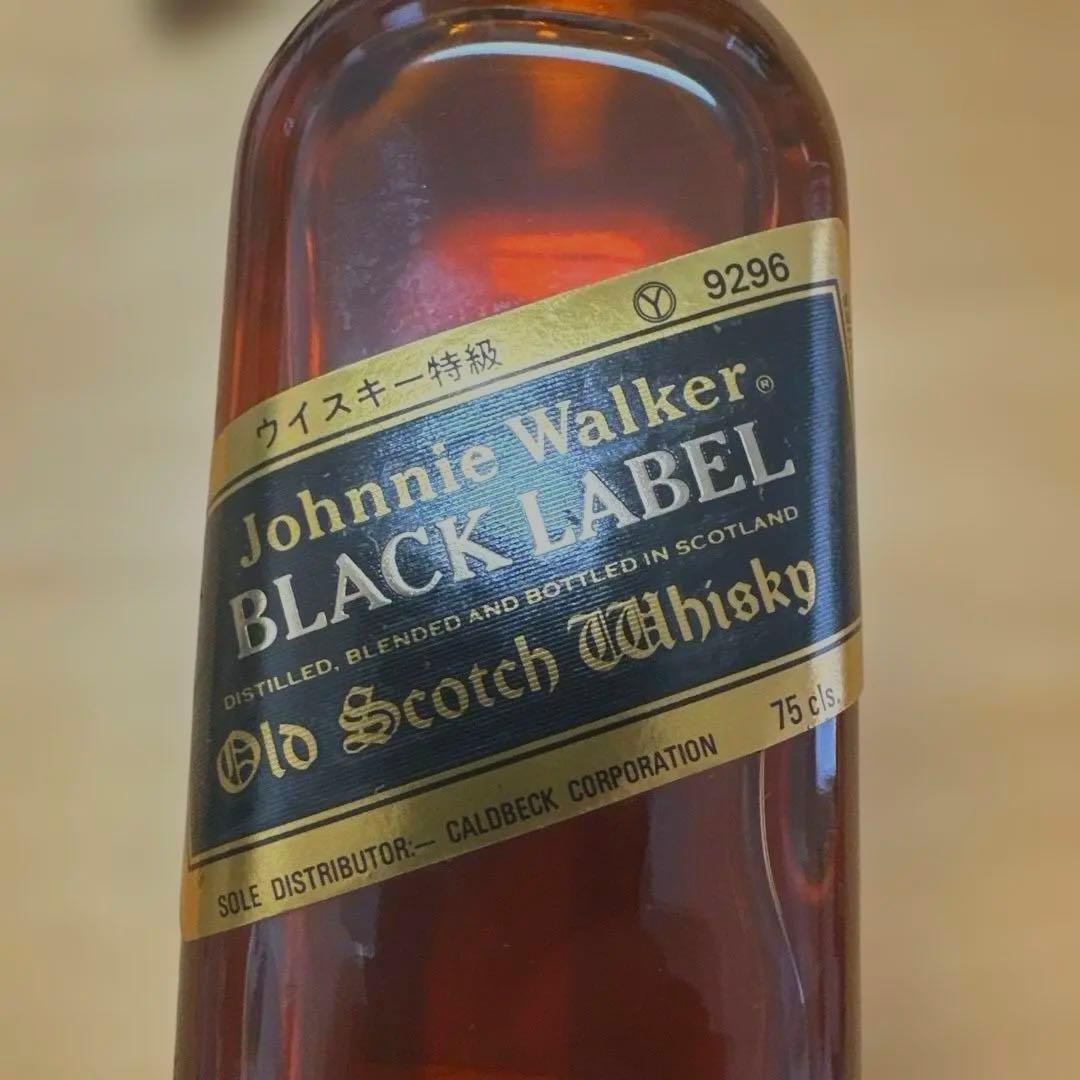 ウイスキー特級 Ⓨ 9296
Johnnie Walker®
BLACK LABEL
DISTILLED, BLENDED AND BOTTLED IN SCOTLAND
Old Scotch Whisky
75 cls.
SOLE DISTRIBUTOR:— CALDBECK CORPORATION